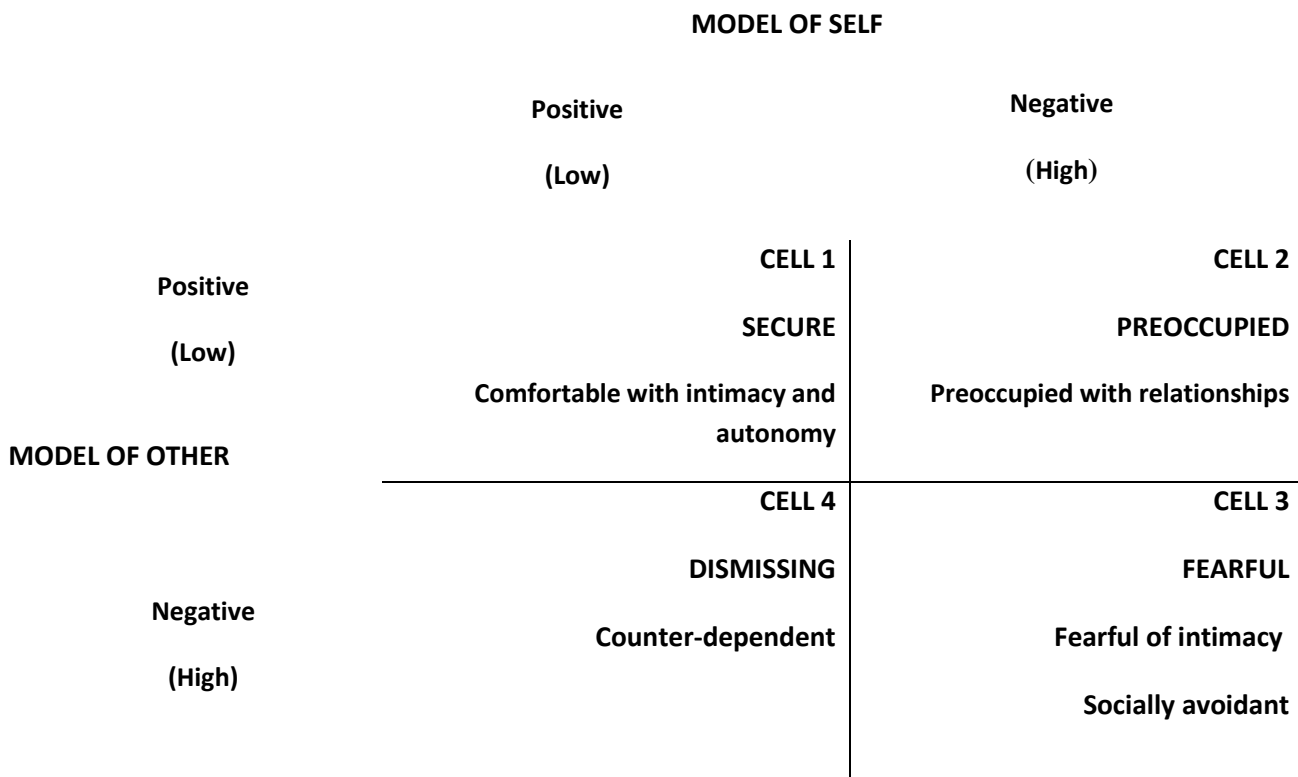 MODEL OF SELF
Positive
(Low)
Negative
(High)
MODEL OF OTHER
Positive
(Low)
CELL 1
SECURE
Comfortable with intimacy and
autonomy
CELL 2
PREOCCUPIED
Preoccupied with relationships
Negative
(High)
CELL 4
DISMISSING
Counter-dependent
CELL 3
FEARFUL
Fearful of intimacy
Socially avoidant